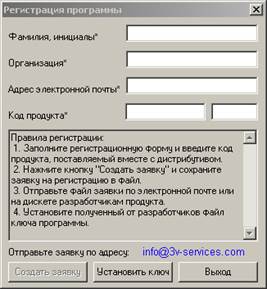 Регистрация программы
Фамилия, инициалы*
Организация*
Адрес электронной почты*
Код продукта*
Правила регистрации:
1. Заполните регистрационную форму и введите код
продукта, поставляемый вместе с дистрибутивом.
2. Нажмите кнопку "Создать заявку" и сохраните
заявку на регистрацию в файл.
3. Отправьте файл заявки по электронной почте или
на дискете разработчикам продукта.
4. Установите полученный от разработчиков файл
ключа программы.
Отправьте заявку по адресу: info@3v-services.com
Создать заявку Установить ключ Выход